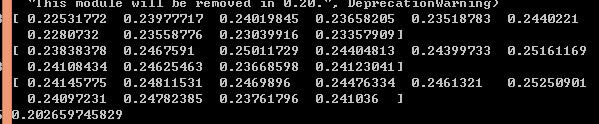 "This module will be removed in 0.20.", DeprecationWarning)
[ 0.22531772 0.23977717 0.24019845 0.23658205 0.23518783 0.2440221
0.2280732 0.23558776 0.23039916 0.23357909]
[ 0.23838378 0.2467591 0.25011729 0.24404813 0.24399733 0.25161169
0.24108434 0.24625463 0.23668598 0.24123041]
[ 0.24145775 0.24811531 0.2469896 0.24476334 0.2461321 0.25250901
0.24097231 0.24782385 0.23761796 0.241036 ]
0.202659745829